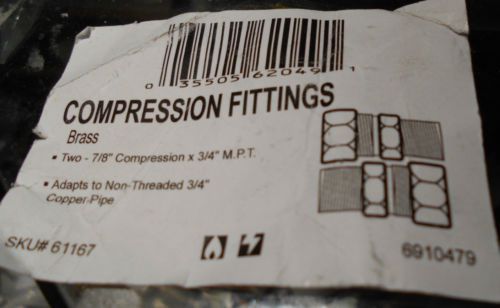 0 35505 62049 1
COMPRESSION FITTINGS
Brass
• Two - 7/8" Compression x 3/4" M.P.T.
• Adapts to Non-Threaded 3/4"
Copper Pipe
SKU# 61167
6910479